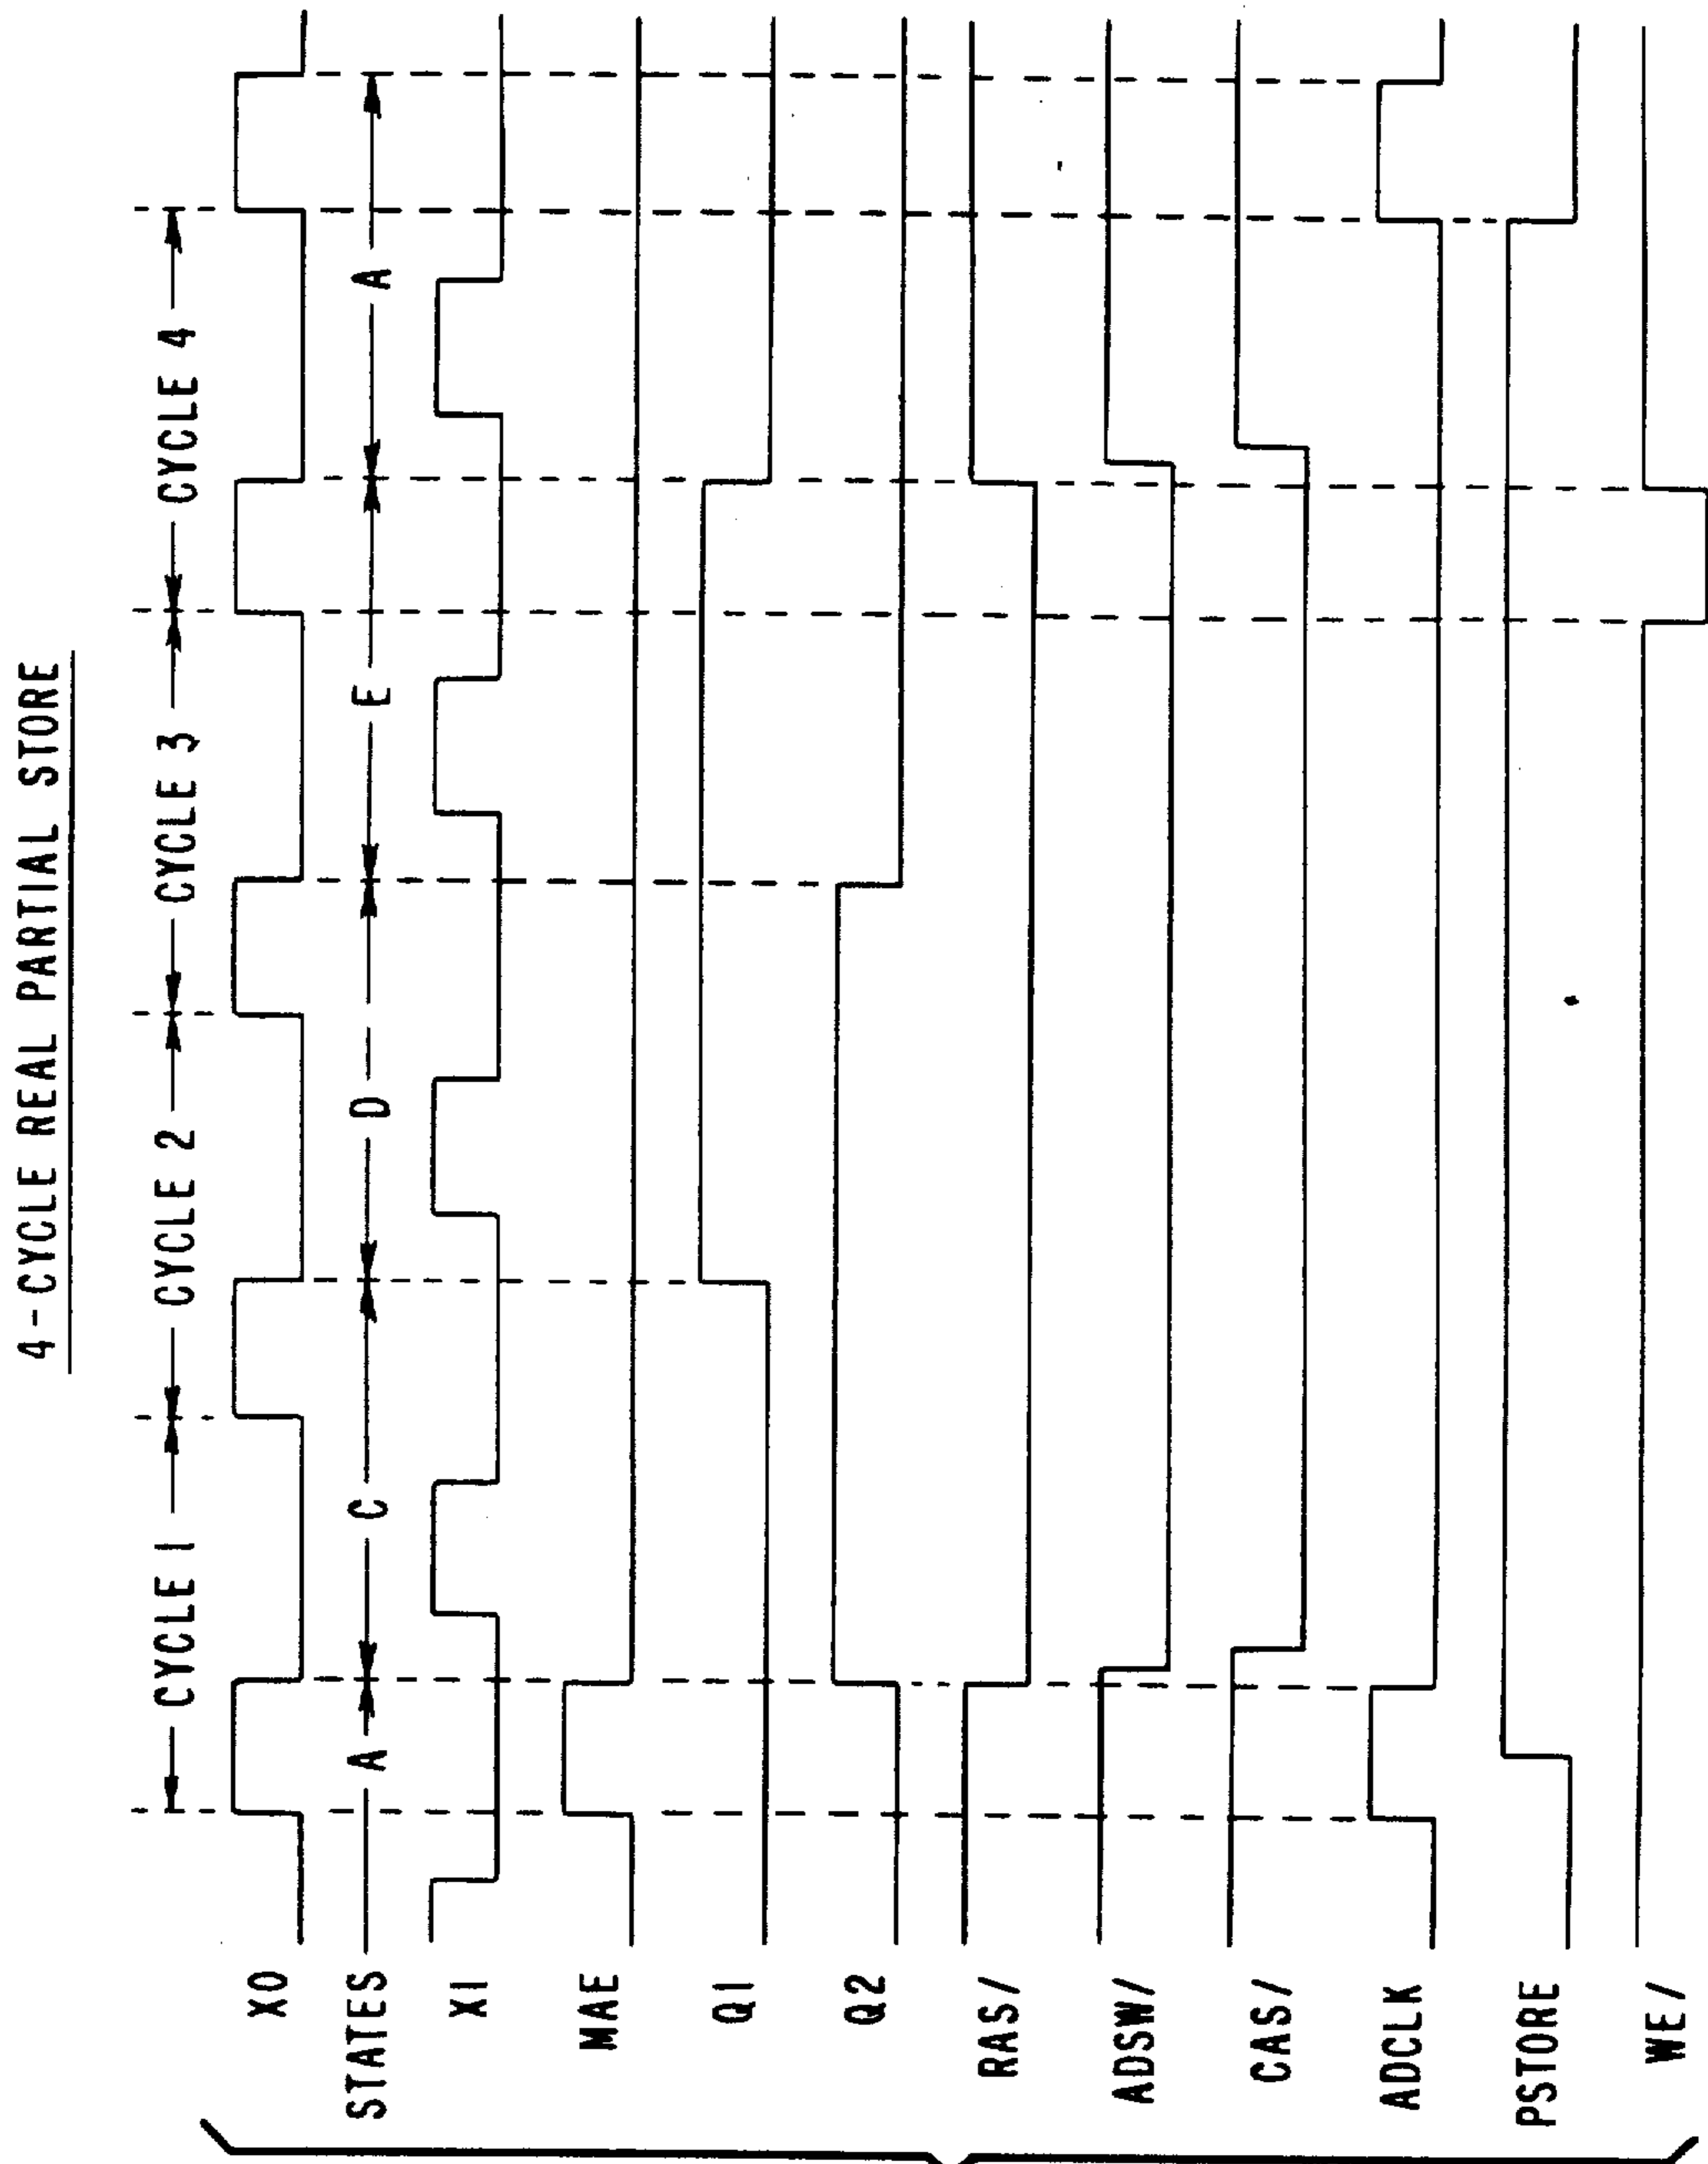 4-CYCLE REAL PARTIAL STORE
CYCLE 1 CYCLE 2 CYCLE 3 CYCLE 4
X0
STATES A C D E A
X1
MAE
Q1
Q2
RAS/
ADSW/
CAS/
ADCLK
PSTORE
WE/